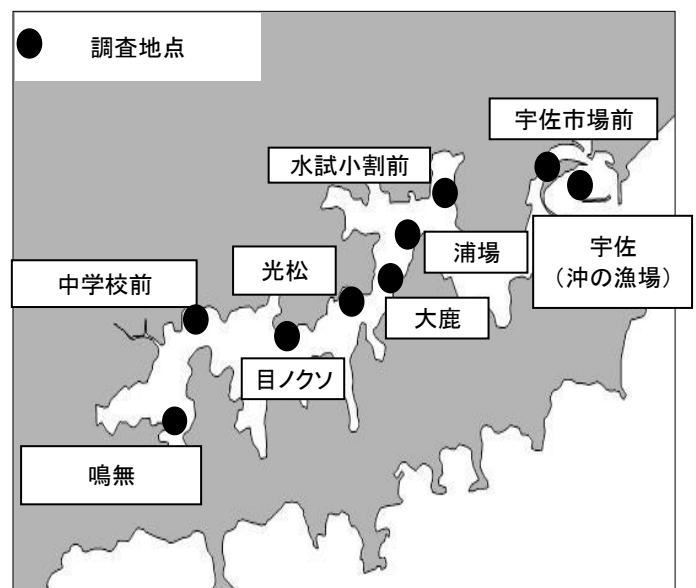 調査地点
宇佐市場前
水試小割前
浦場
宇佐
（沖の漁場）
光松
中学校前
大鹿
目ノクソ
鳴無